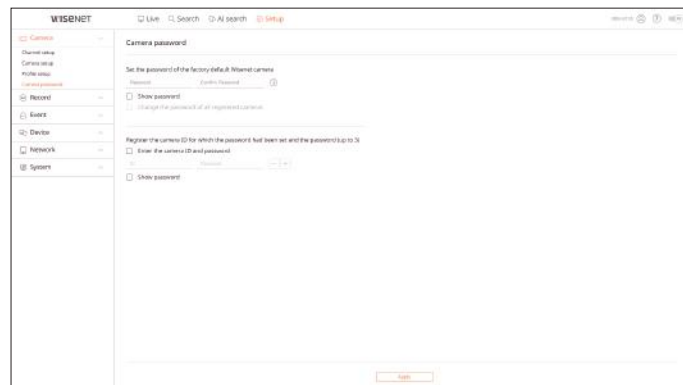 WISENET
Live Search AI search Setup
Camera
Camera password
Channel setup
Camera setup
Profile setup
Camera password
Set the password of the factory default Wisenet camera
Password Confirm Password
Record
Show password
Change the password of all registered cameras
Event
Device
Register the camera ID for which the password had been set and the password (up to 3)
Network
Enter the camera ID and password
System
ID Password
Show password
Apply